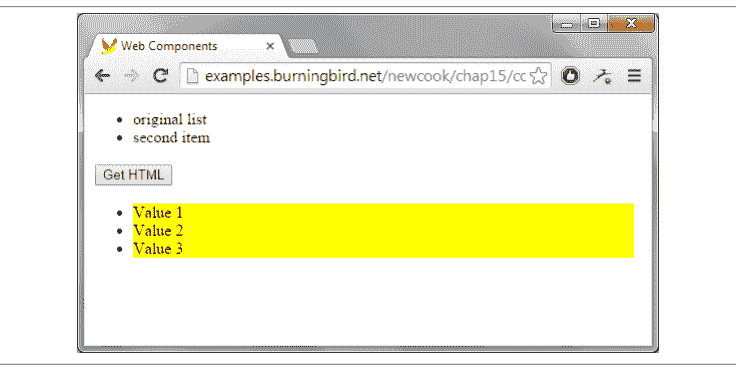 Web Components
examples.burningbird.net/newcook/chap15/cc
original list
second item
Get HTML
Value 1
Value 2
Value 3